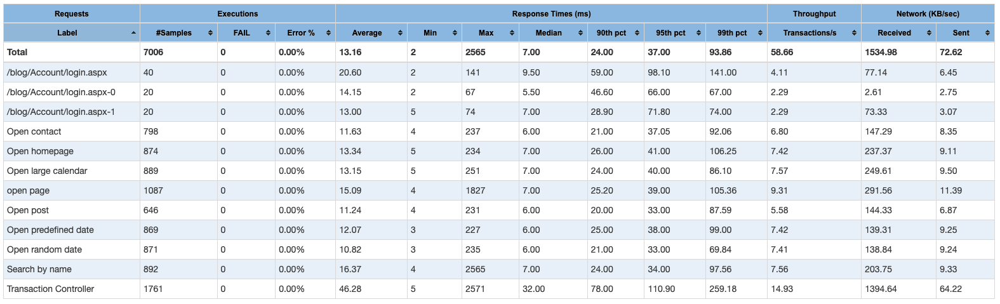 Requests Executions Response Times (ms) Throughput Network (KB/sec)
Label #Samples FAIL Error % Average Min Max Median 90th pct 95th pct 99th pct Transactions/s Received Sent
Total 7006 0 0.00% 13.16 2 2565 7.00 24.00 37.00 93.86 58.66 1534.98 72.62
/blog/Account/login.aspx 40 0 0.00% 20.60 2 141 9.50 59.00 98.10 141.00 4.11 77.14 6.45
/blog/Account/login.aspx-0 20 0 0.00% 14.15 2 67 5.50 46.60 66.00 67.00 2.29 2.61 2.75
/blog/Account/login.aspx-1 20 0 0.00% 13.00 5 74 7.00 28.90 71.80 74.00 2.29 73.33 3.07
Open contact 798 0 0.00% 11.63 4 237 6.00 21.00 37.05 92.06 6.80 147.29 8.35
Open homepage 874 0 0.00% 13.34 5 234 7.00 26.00 41.00 106.25 7.42 237.37 9.11
Open large calendar 889 0 0.00% 13.15 5 251 7.00 24.00 40.00 86.10 7.57 249.61 9.50
open page 1087 0 0.00% 15.09 4 1827 7.00 25.20 39.00 105.36 9.31 291.56 11.39
Open post 646 0 0.00% 11.24 4 231 6.00 20.00 33.00 87.59 5.58 144.33 6.87
Open predefined date 869 0 0.00% 12.07 3 227 6.00 25.00 38.00 99.00 7.42 139.31 9.25
Open random date 871 0 0.00% 10.82 3 235 6.00 21.00 33.00 69.84 7.41 138.84 9.24
Search by name 892 0 0.00% 16.37 4 2565 7.00 24.00 34.00 97.56 7.56 203.75 9.33
Transaction Controller 1761 0 0.00% 46.28 5 2571 32.00 78.00 110.90 259.18 14.93 1394.64 64.22